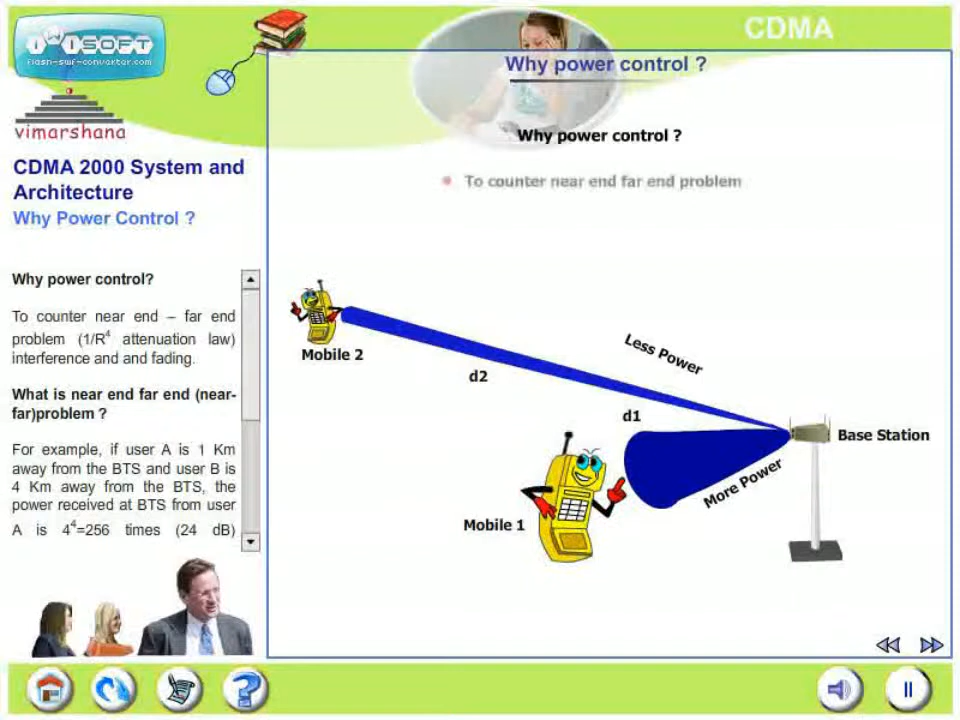 iwisoft
flash-swf-converter.com
vimarshana
CDMA
CDMA 2000 System and
Architecture
Why Power Control ?
Why power control?
To counter near end – far end
problem (1/R4 attenuation law)
interference and and fading.
What is near end far end (near-
far)problem ?
For example, if user A is 1 Km
away from the BTS and user B is
4 Km away from the BTS, the
power received at BTS from user
A is 44=256 times (24 dB)
Why power control ?
Why power control ?
To counter near end far end problem
Mobile 2
Less Power
d2
d1
Base Station
More Power
Mobile 1